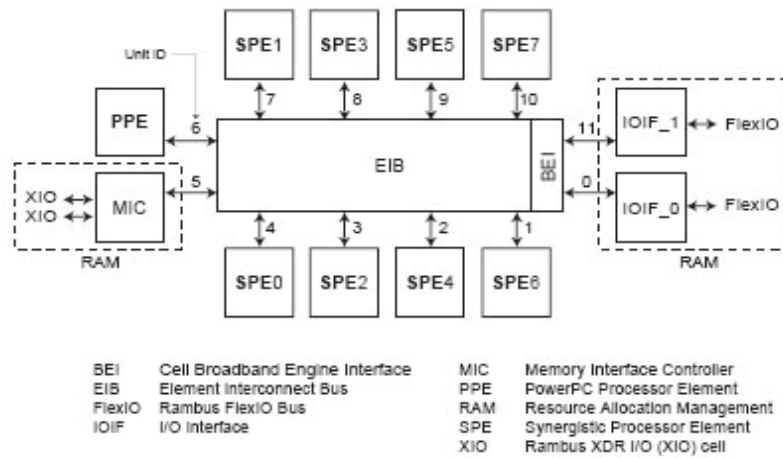 SPE1 SPE3 SPE5 SPE7
Unit ID
7 8 9 10
PPE 6 11 IOIF_1 FlexIO
EIB BEI
XIO MIC 5 0 IOIF_0 FlexIO
XIO
4 3 2 1
RAM RAM
SPE0 SPE2 SPE4 SPE6
BEI Cell Broadband Engine Interface
EIB Element Interconnect Bus
FlexIO Rambus FlexIO Bus
IOIF I/O Interface
MIC Memory Interface Controller
PPE PowerPC Processor Element
RAM Resource Allocation Management
SPE Synergistic Processor Element
XIO Rambus XDR I/O (XIO) cell